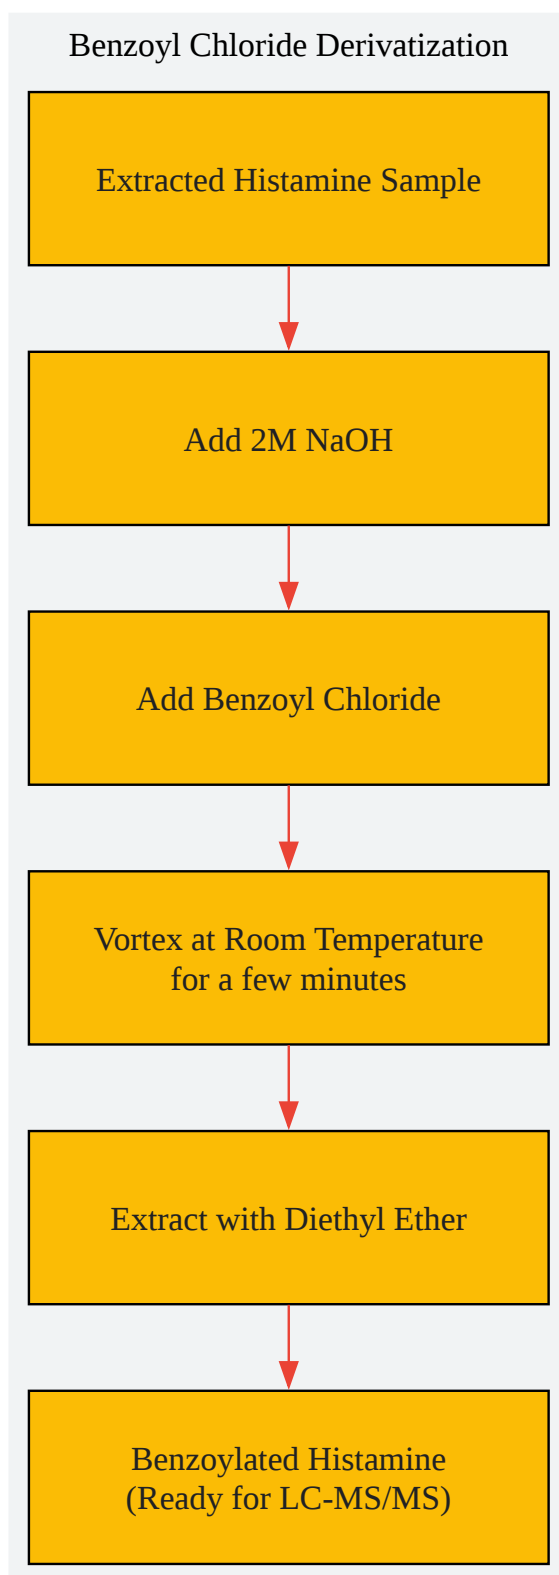 Benzoyl Chloride Derivatization
Extracted Histamine Sample
Add 2M NaOH
Add Benzoyl Chloride
Vortex at Room Temperature
for a few minutes
Extract with Diethyl Ether
Benzoylated Histamine
(Ready for LC-MS/MS)